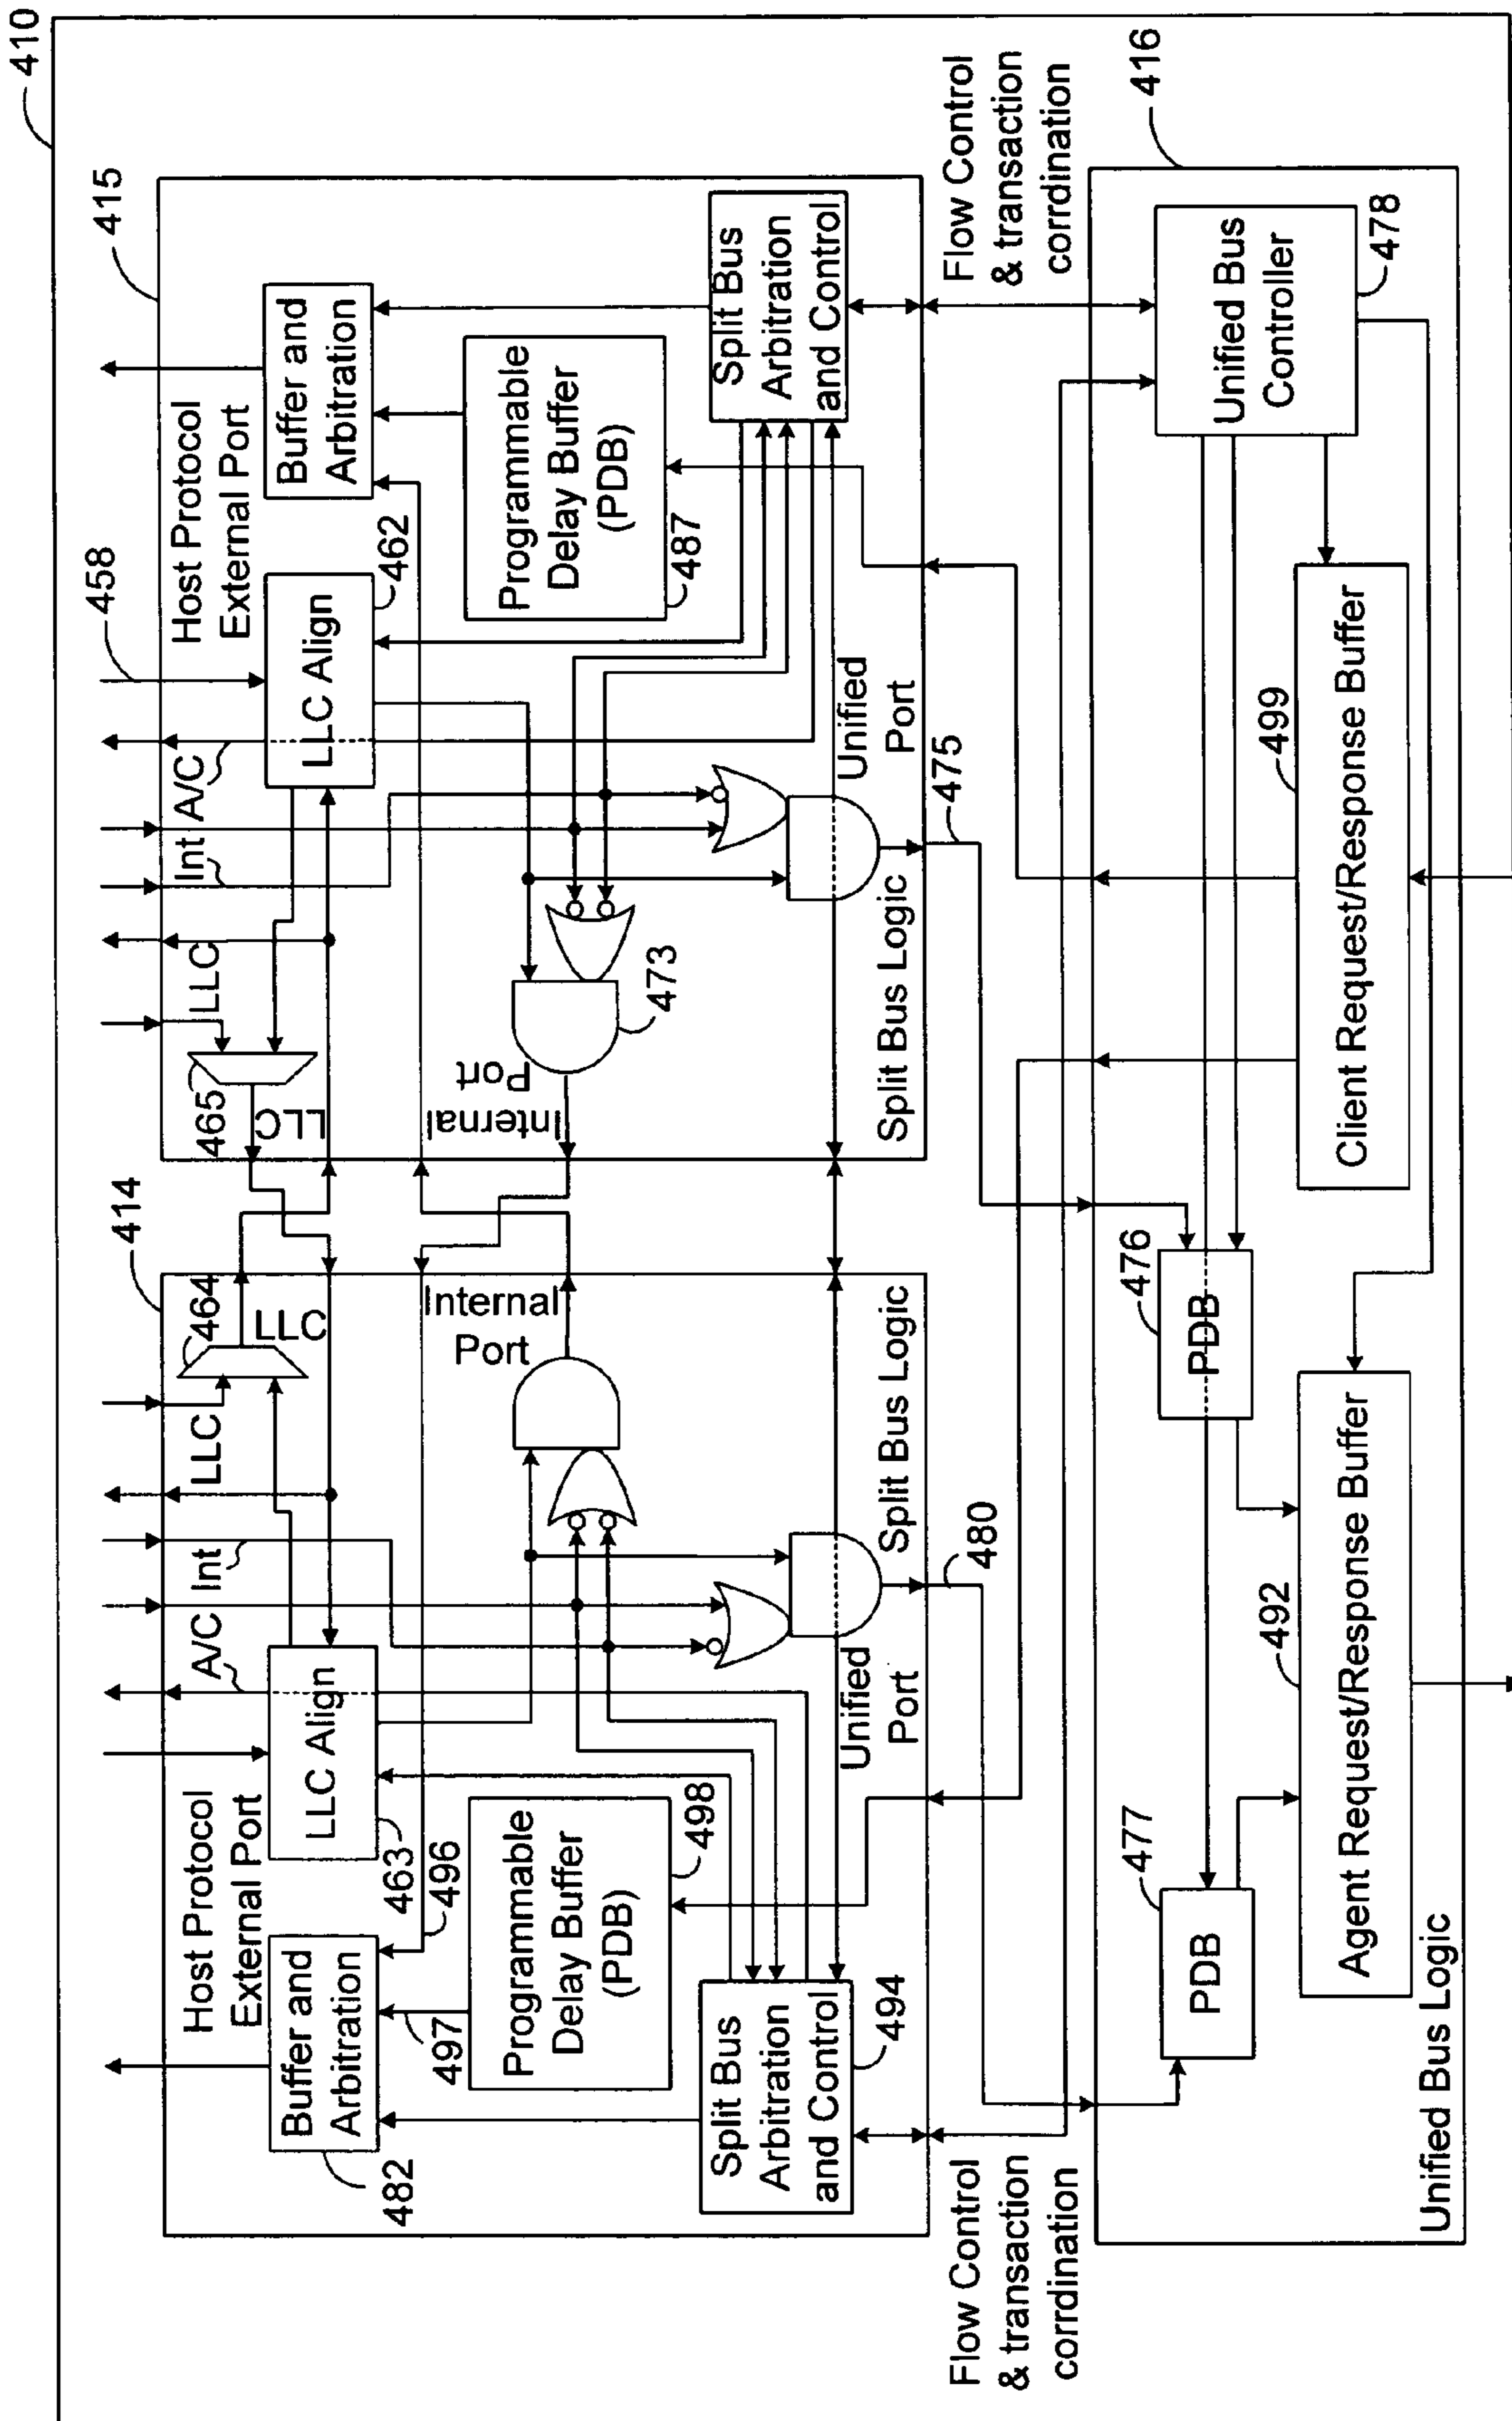 410
414
415
Host Protocol
External Port
Buffer and
Arbitration
482
LLC Align
463
496
497
A/C
Int
LLC
464
LLC
Programmable
Delay Buffer
(PDB)
498
Split Bus
Arbitration
and Control
494
Internal
Port
Unified
Port
Split Bus Logic
480
465
LLC
LLC
Int
A/C
458
Host Protocol
External Port
LLC Align
462
Buffer and
Arbitration
Internal
Port
473
Programmable
Delay Buffer
(PDB)
487
Split Bus
Arbitration
and Control
Unified
Port
Split Bus Logic
475
Flow Control
& transaction
corrdination
Flow Control
& transaction
corrdination
416
477
PDB
476
PDB
Unified Bus
Controller
478
492
Agent Request/Response Buffer
499
Client Request/Response Buffer
Unified Bus Logic